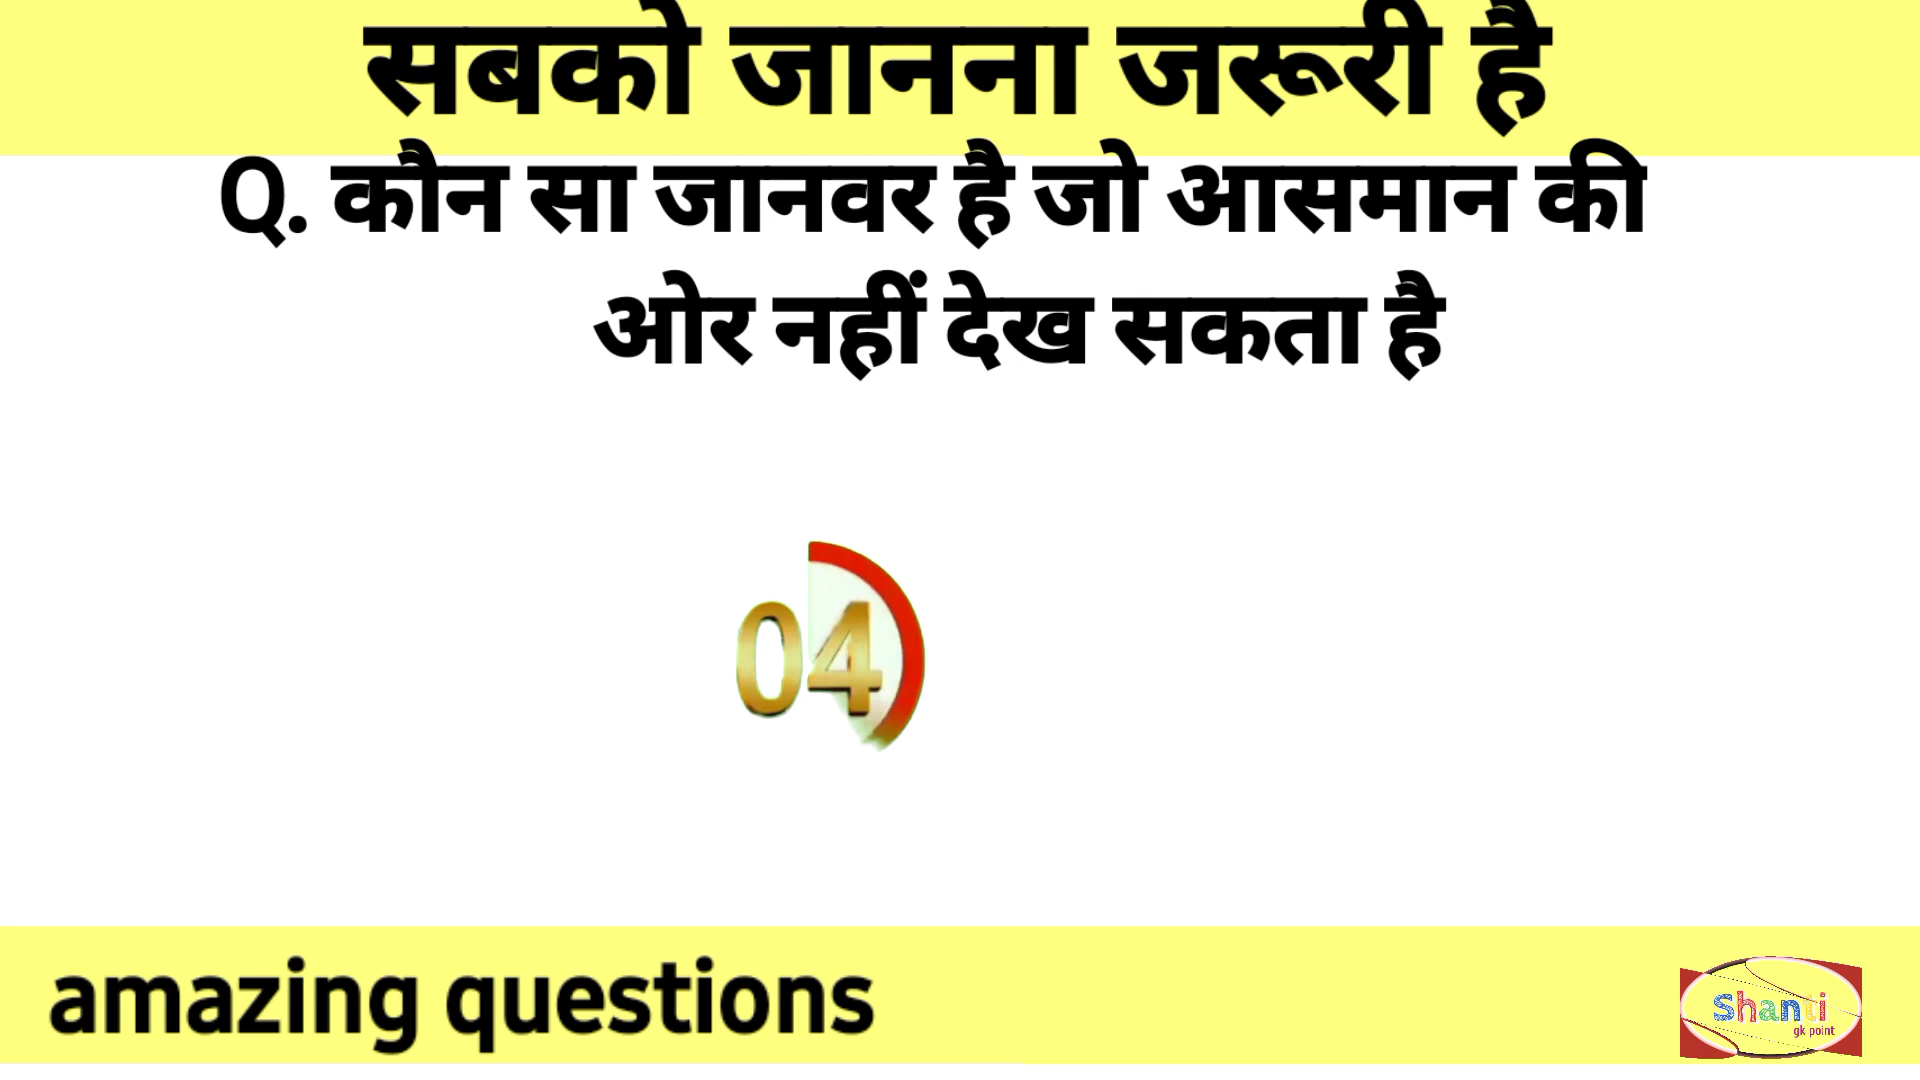 सबको जानना जरूरी है
Q. कौन सा जानवर है जो आसमान की
ओर नहीं देख सकता है
04
amazing questions
Shanti
gk point